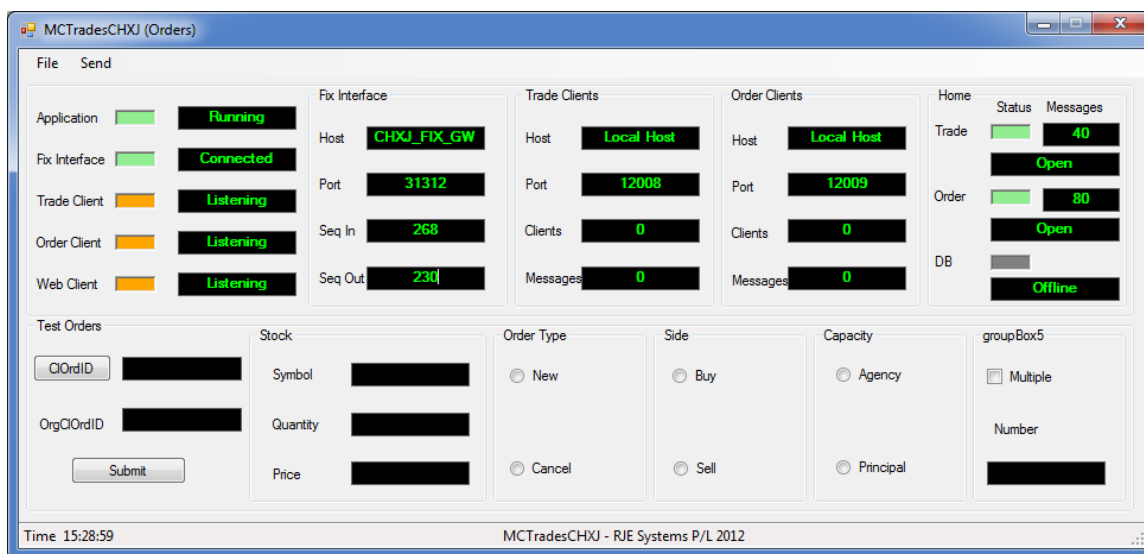 MCTradesCHXJ (Orders)
File Send
Application Running
Fix Interface Connected
Trade Client Listening
Order Client Listening
Web Client Listening
Fix Interface
Host CHXJ_FIX_GW
Port 31312
Seq In 268
Seq Out 230
Trade Clients
Host Local Host
Port 12008
Clients 0
Messages 0
Order Clients
Host Local Host
Port 12009
Clients 0
Messages 0
Home
Status Messages
Trade 40
Open
Order 80
Open
DB
Offline
Test Orders
ClOrdID
OrgClOrdID
Submit
Stock
Symbol
Quantity
Price
Order Type
New
Cancel
Side
Buy
Sell
Capacity
Agency
Principal
groupBox5
Multiple
Number
Time 15:28:59 MCTradesCHXJ - RJE Systems P/L 2012